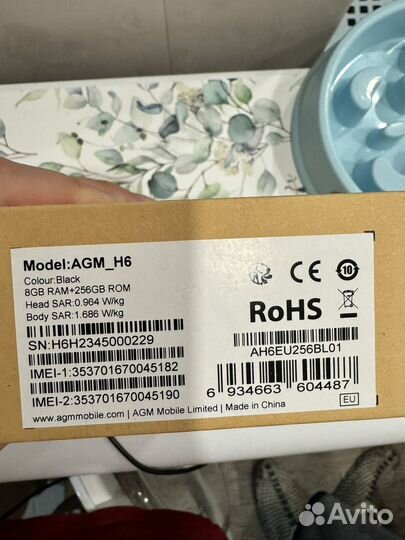 Model:AGM_H6
Colour:Black
8GB RAM+256GB ROM
Head SAR:0.964 W/kg
Body SAR:1.686 W/kg
SN:H6H2345000229
IMEI-1:353701670045182
IMEI-2:353701670045190
www.agmmobile.com | AGM Mobile Limited | Made in China
CE
10
RoHS
AH6EU256BL01
6 934663 604487
EU
Avito